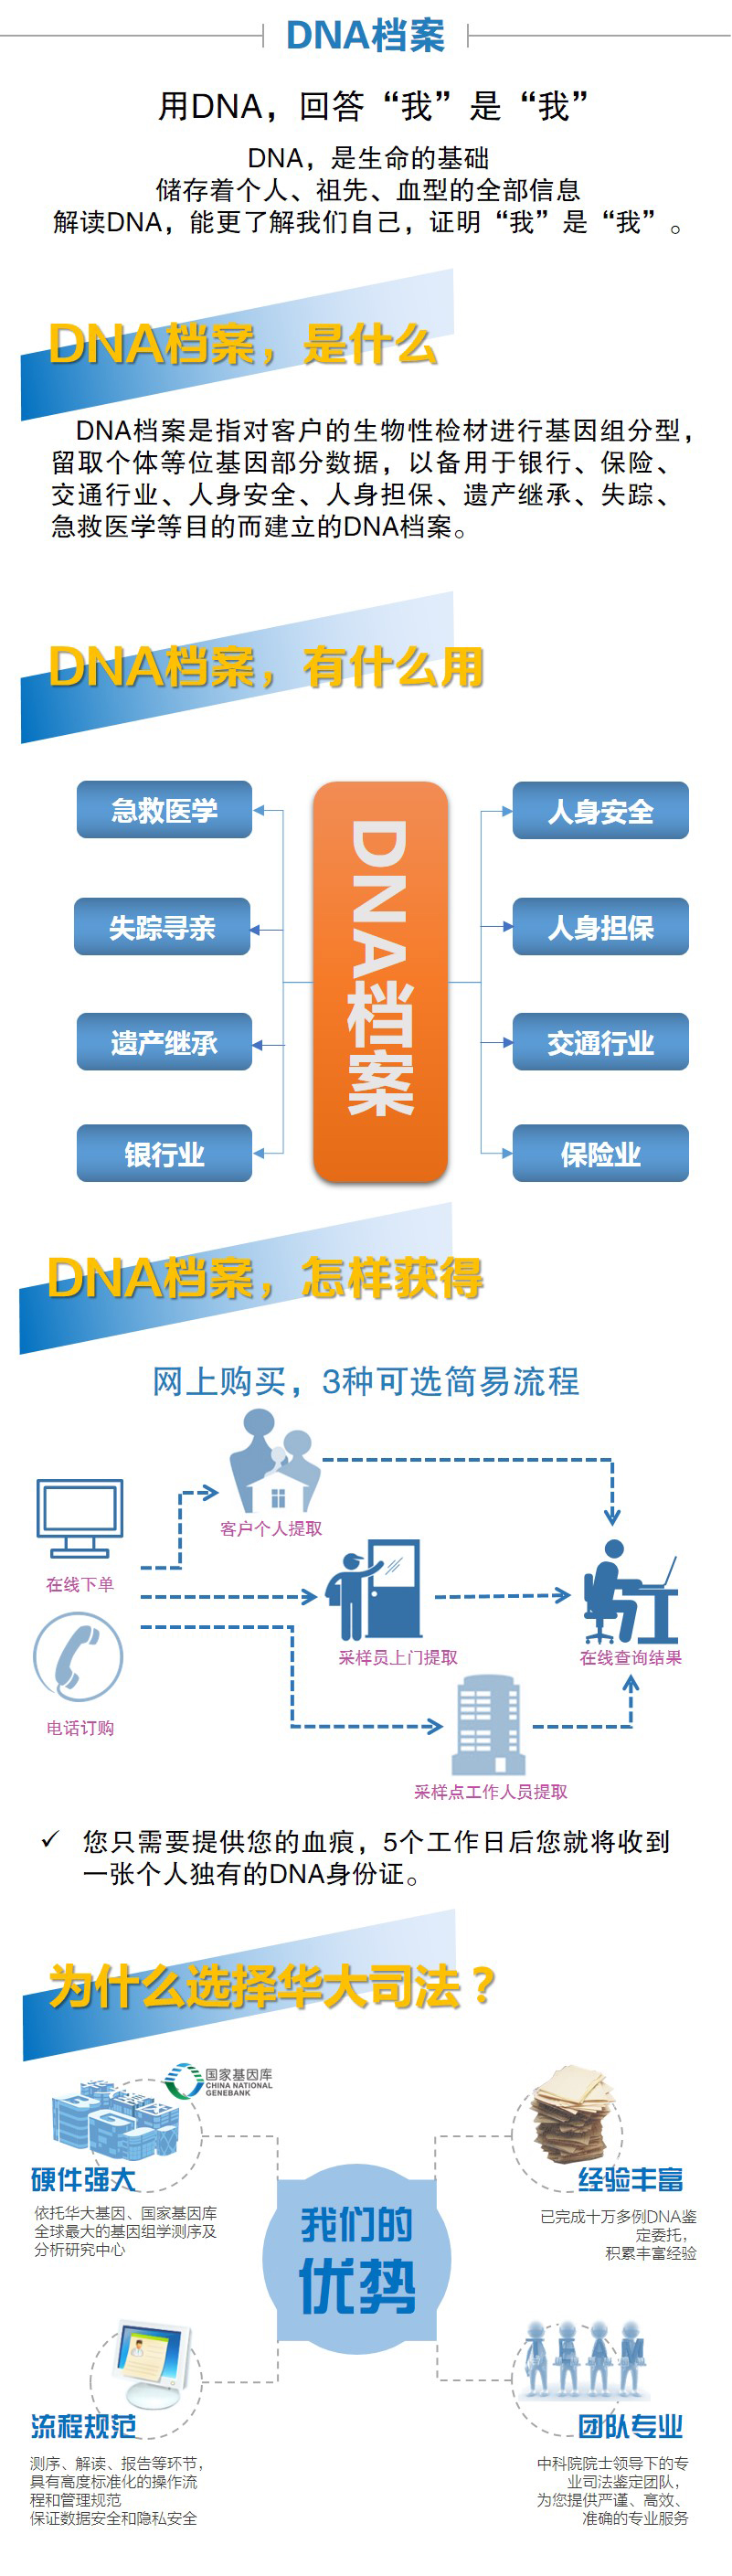 DNA档案
用DNA，回答“我”是“我”
DNA，是生命的基础
储存着个人、祖先、血型的全部信息
解读DNA，能更了解我们自己，证明“我”是“我”。
DNA档案，是什么
DNA档案是指对客户的生物性检材进行基因组分型，
留取个体等位基因部分数据，以备用于银行、保险、
交通行业、人身安全、人身担保、遗产继承、失踪、
急救医学等目的而建立的DNA档案。
DNA档案，有什么用
急救医学
失踪寻亲
遗产继承
银行业
DNA档案
人身安全
人身担保
交通行业
保险业
DNA档案，怎样获得
网上购买，3种可选简易流程
客户个人提取
在线下单
采样员上门提取
在线查询结果
电话订购
采样点工作人员提取
✓ 您只需要提供您的血痕，5个工作日后您就将收到
一张个人独有的DNA身份证。
为什么选择华大司法？
国家基因库
CHINA NATIONAL
GENEBANK
硬件强大
依托华大基因、国家基因库
全球最大的基因组学测序及
分析研究中心
经验丰富
已完成十万多例DNA鉴
定委托，
积累丰富经验
我们的
优势
流程规范
测序、解读、报告等环节，
具有高度标准化的操作流
程和管理规范
保证数据安全和隐私安全
团队专业
中科院院士领导下的专
业司法鉴定团队，
为您提供严谨、高效、
准确的专业服务